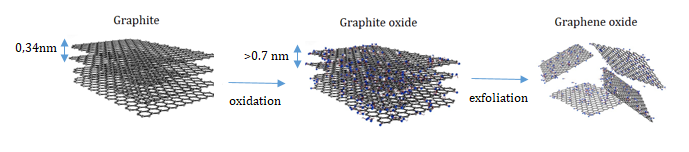 Graphite
Graphite oxide
Graphene oxide
0,34nm
>0.7 nm
oxidation
exfoliation